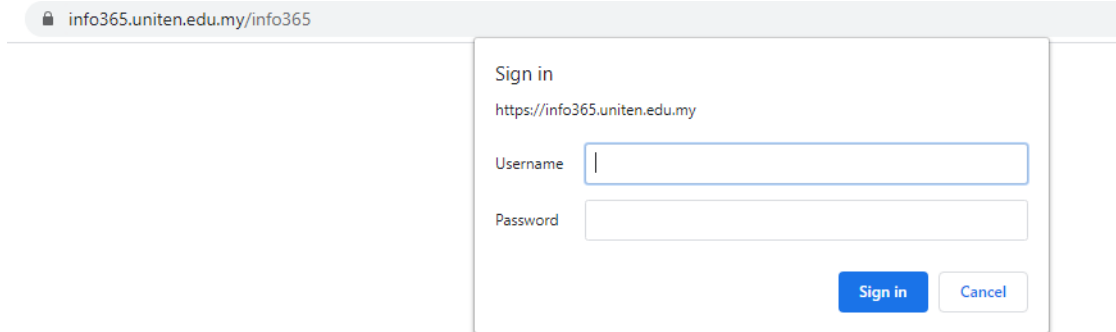 info365.uniten.edu.my/info365
Sign in
https://info365.uniten.edu.my
Username
Password
Sign in Cancel